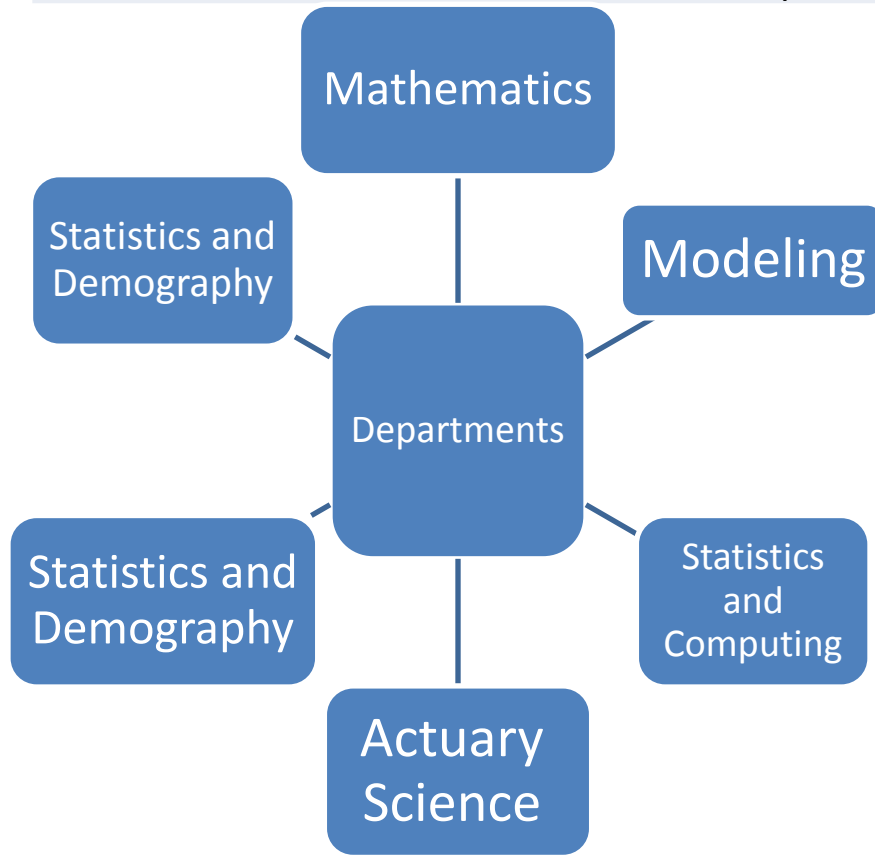 Mathematics
Statistics and
Demography
Modeling
Departments
Statistics and
Demography
Statistics
and
Computing
Actuary
Science